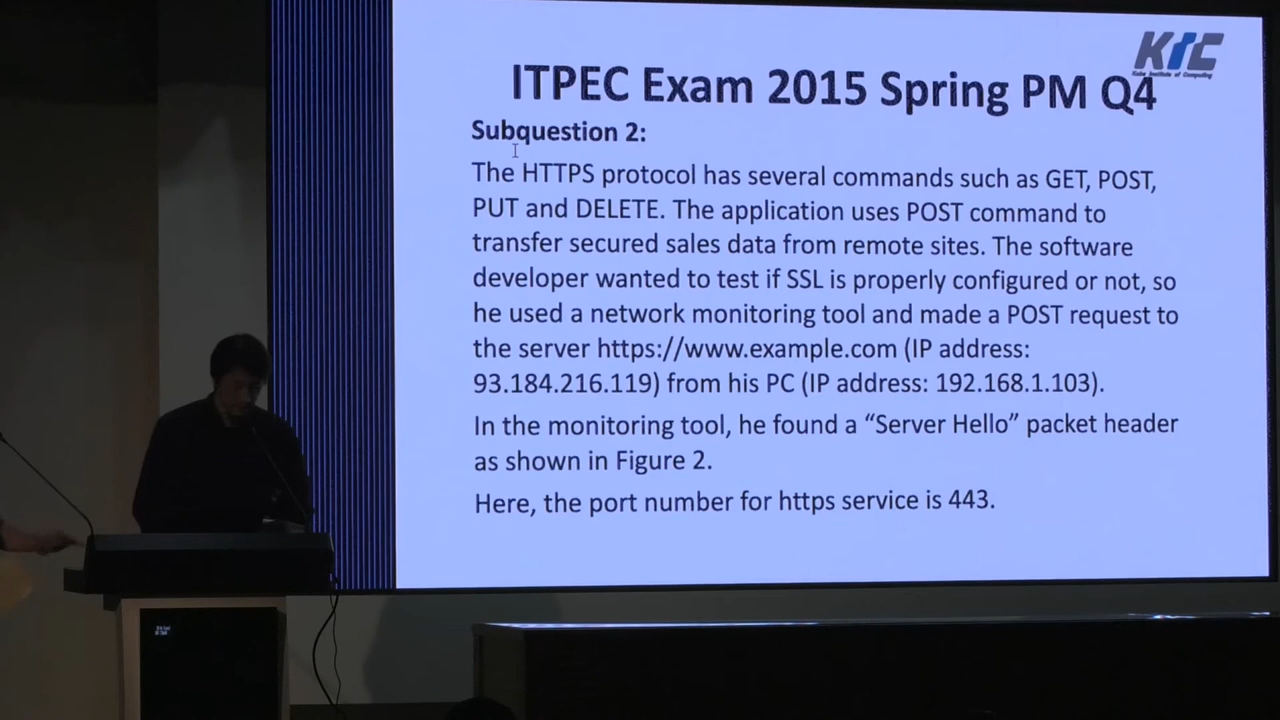 KIC
Kobe Institute of Computing
ITPEC Exam 2015 Spring PM Q4
Subquestion 2:
The HTTPS protocol has several commands such as GET, POST,
PUT and DELETE. The application uses POST command to
transfer secured sales data from remote sites. The software
developer wanted to test if SSL is properly configured or not, so
he used a network monitoring tool and made a POST request to
the server https://www.example.com (IP address:
93.184.216.119) from his PC (IP address: 192.168.1.103).
In the monitoring tool, he found a “Server Hello” packet header
as shown in Figure 2.
Here, the port number for https service is 443.